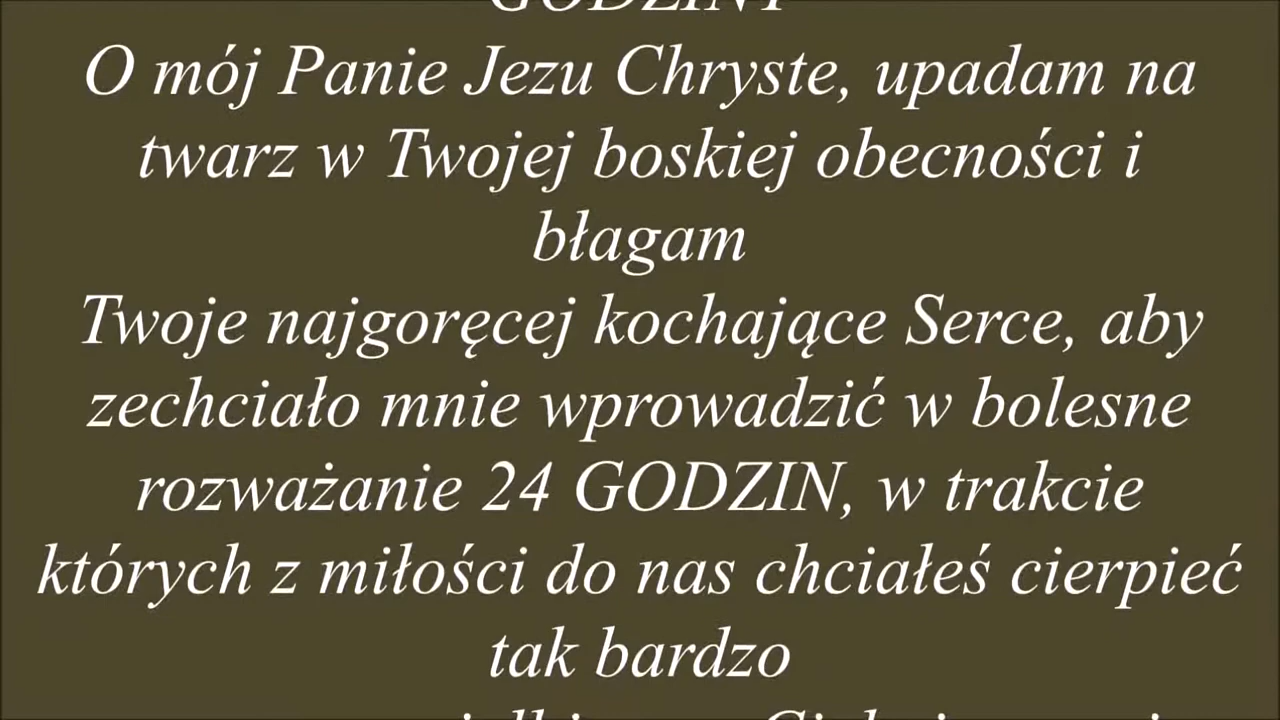 GODZINY
O mój Panie Jezu Chryste, upadam na
twarz w Twojej boskiej obecności i
błagam
Twoje najgoręcej kochające Serce, aby
zechciało mnie wprowadzić w bolesne
rozważanie 24 GODZIN, w trakcie
których z miłości do nas chciałeś cierpieć
tak bardzo